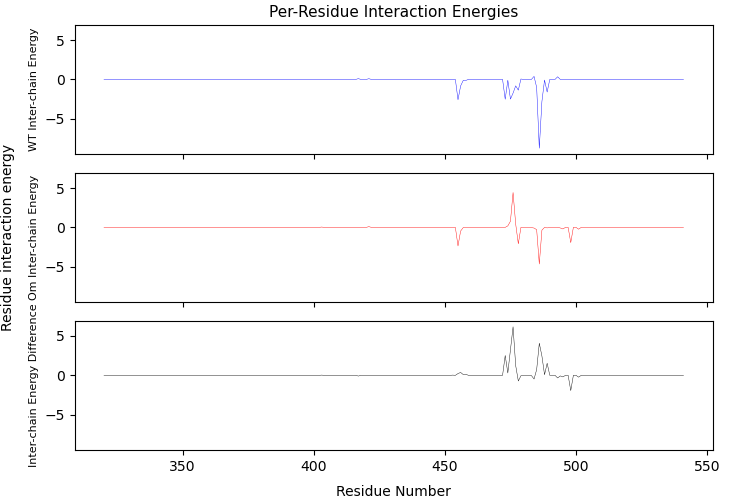 Per-Residue Interaction Energies
Residue interaction energy
WT Inter-chain Energy
5
0
−5
Om Inter-chain Energy
5
0
−5
Inter-chain Energy Difference
5
0
−5
350
400
450
500
550
Residue Number